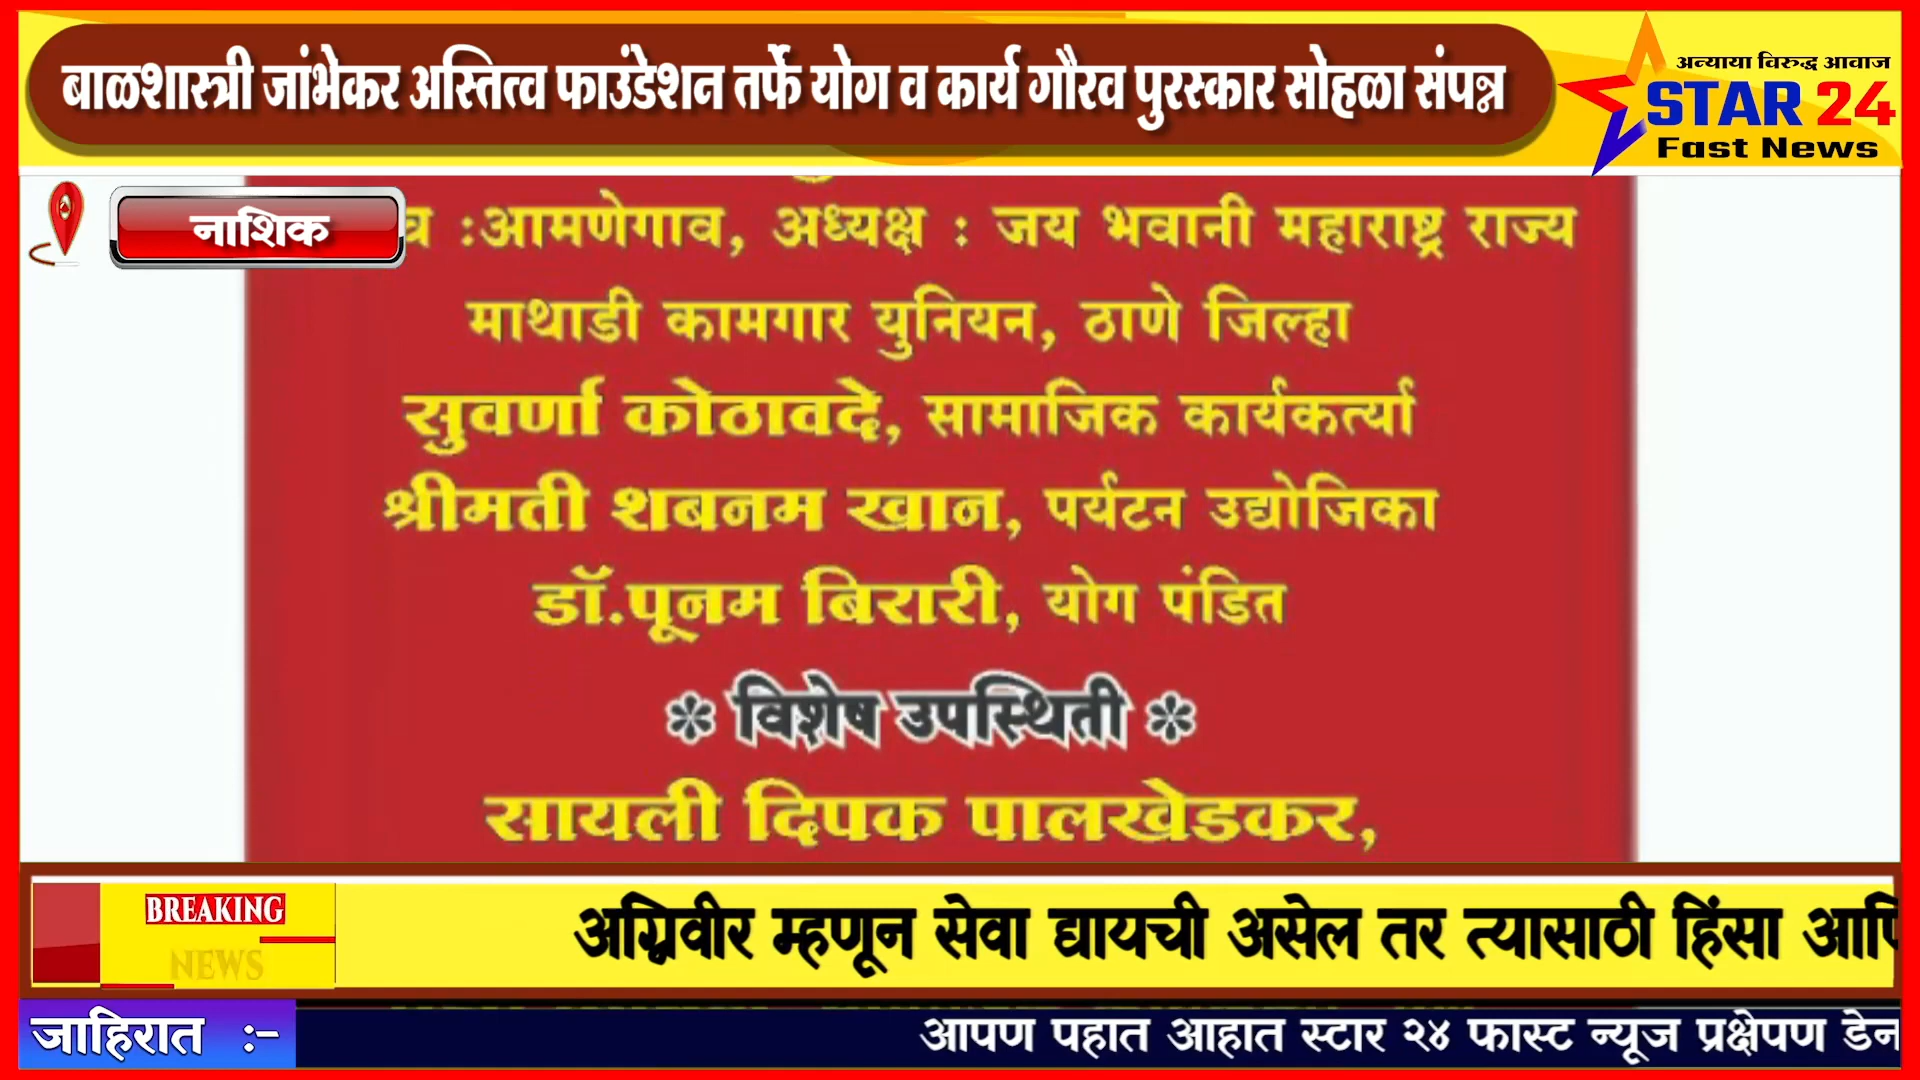 बाळशास्त्री जांभेकर अस्तित्व फाउंडेशन तर्फे योग व कार्य गौरव पुरस्कार सोहळा संपन्न
अन्याया विरुद्ध आवाज
STAR 24
Fast News
नाशिक
:आमणेगाव, अध्यक्ष : जय भवानी महाराष्ट्र राज्य
माथाडी कामगार युनियन, ठाणे जिल्हा
सुवर्णा कोठावदे, सामाजिक कार्यकर्त्या
श्रीमती शबनम खान, पर्यटन उद्योजिका
डॉ.पूनम बिरारी, योग पंडित
❇ विशेष उपस्थिती ❇
सायली दिपक पालखेडकर,
BREAKING
NEWS
अग्निवीर म्हणून सेवा द्यायची असेल तर त्यासाठी हिंसा
जाहिरात :-
आपण पहात आहात स्टार २४ फास्ट न्यूज प्रक्षेपण